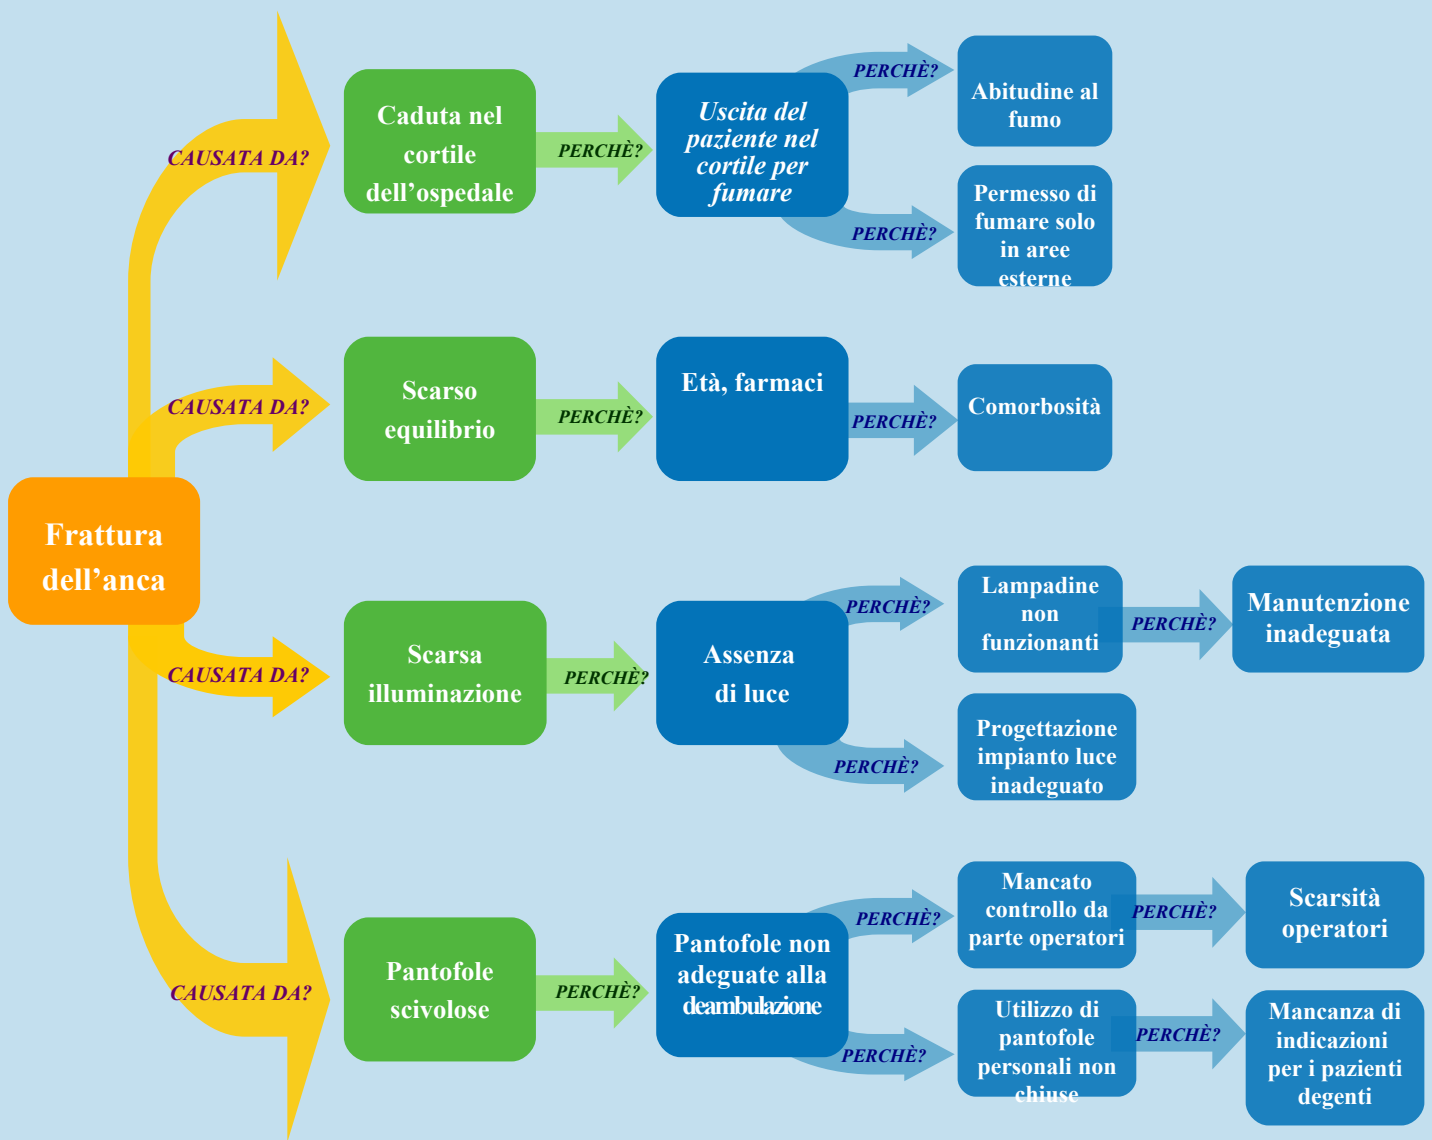 CAUSATA DA?
Caduta nel
cortile
dell’ospedale
PERCHÈ?
Uscita del
paziente nel
cortile per
fumare
PERCHÈ?
Abitudine al
fumo
PERCHÈ?
Permesso di
fumare solo
in aree
esterne
CAUSATA DA?
Scarso
equilibrio
PERCHÈ?
Età, farmaci
PERCHÈ?
Comorbosità
Frattura
dell’anca
CAUSATA DA?
Scarsa
illuminazione
PERCHÈ?
Assenza
di luce
PERCHÈ?
Lampadine
non
funzionanti
PERCHÈ?
Manutenzione
inadeguata
PERCHÈ?
Progettazione
impianto luce
inadeguato
CAUSATA DA?
Pantofole
scivolose
PERCHÈ?
Pantofole non
adeguate alla
deambulazione
PERCHÈ?
Mancato
controllo da
parte operatori
PERCHÈ?
Scarsità
operatori
PERCHÈ?
Utilizzo di
pantofole
personali non
chiuse
PERCHÈ?
Mancanza di
indicazioni
per i pazienti
degenti